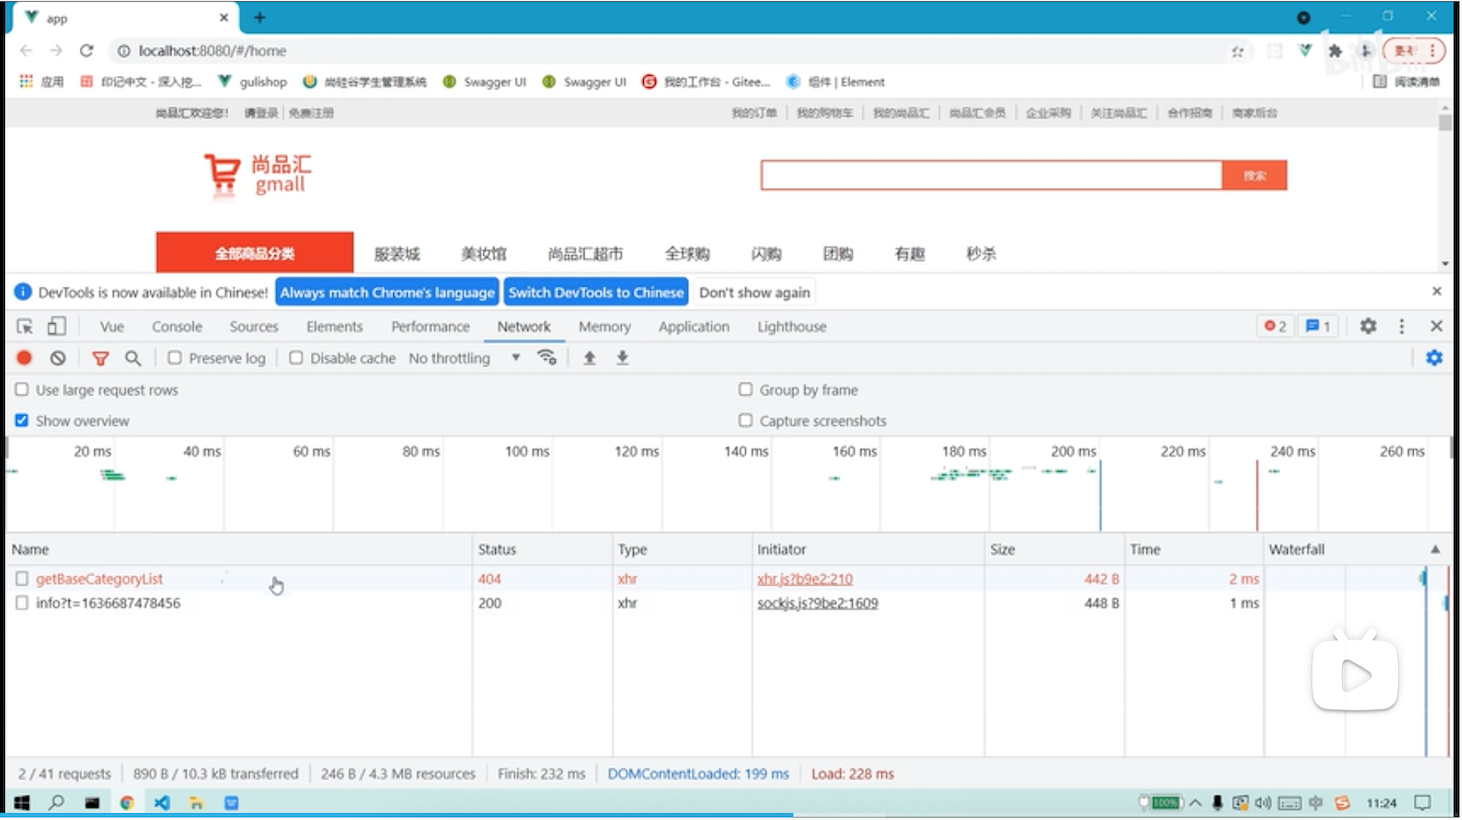 app
localhost:8080/#/home
应用 印记中文 - 深入挖... gulishop 尚硅谷学生管理系统 Swagger UI Swagger UI 我的工作台 - Gitee... 组件 | Element 阅读清单
尚品汇欢迎您! 请登录 免费注册 我的订单 我的购物车 我的尚品汇 尚品汇会员 企业采购 关注尚品汇 合作招商 商家后台
尚品汇
gmall
搜索
全部商品分类 服装城 美妆馆 尚品汇超市 全球购 闪购 团购 有趣 秒杀
DevTools is now available in Chinese! Always match Chrome's language Switch DevTools to Chinese Don't show again
Vue Console Sources Elements Performance Network Memory Application Lighthouse 2 1
Preserve log Disable cache No throttling
Use large request rows Group by frame
Show overview Capture screenshots
20 ms 40 ms 60 ms 80 ms 100 ms 120 ms 140 ms 160 ms 180 ms 200 ms 220 ms 240 ms 260 ms
Name Status Type Initiator Size Time Waterfall
getBaseCategoryList 404 xhr xhr.js?b9e2:210 442 B 2 ms
info?t=1636687478456 200 xhr sockjs.js?9be2:1609 448 B 1 ms
2 / 41 requests 890 B / 10.3 kB transferred 246 B / 4.3 MB resources Finish: 232 ms DOMContentLoaded: 199 ms Load: 228 ms
100% 中 11:24